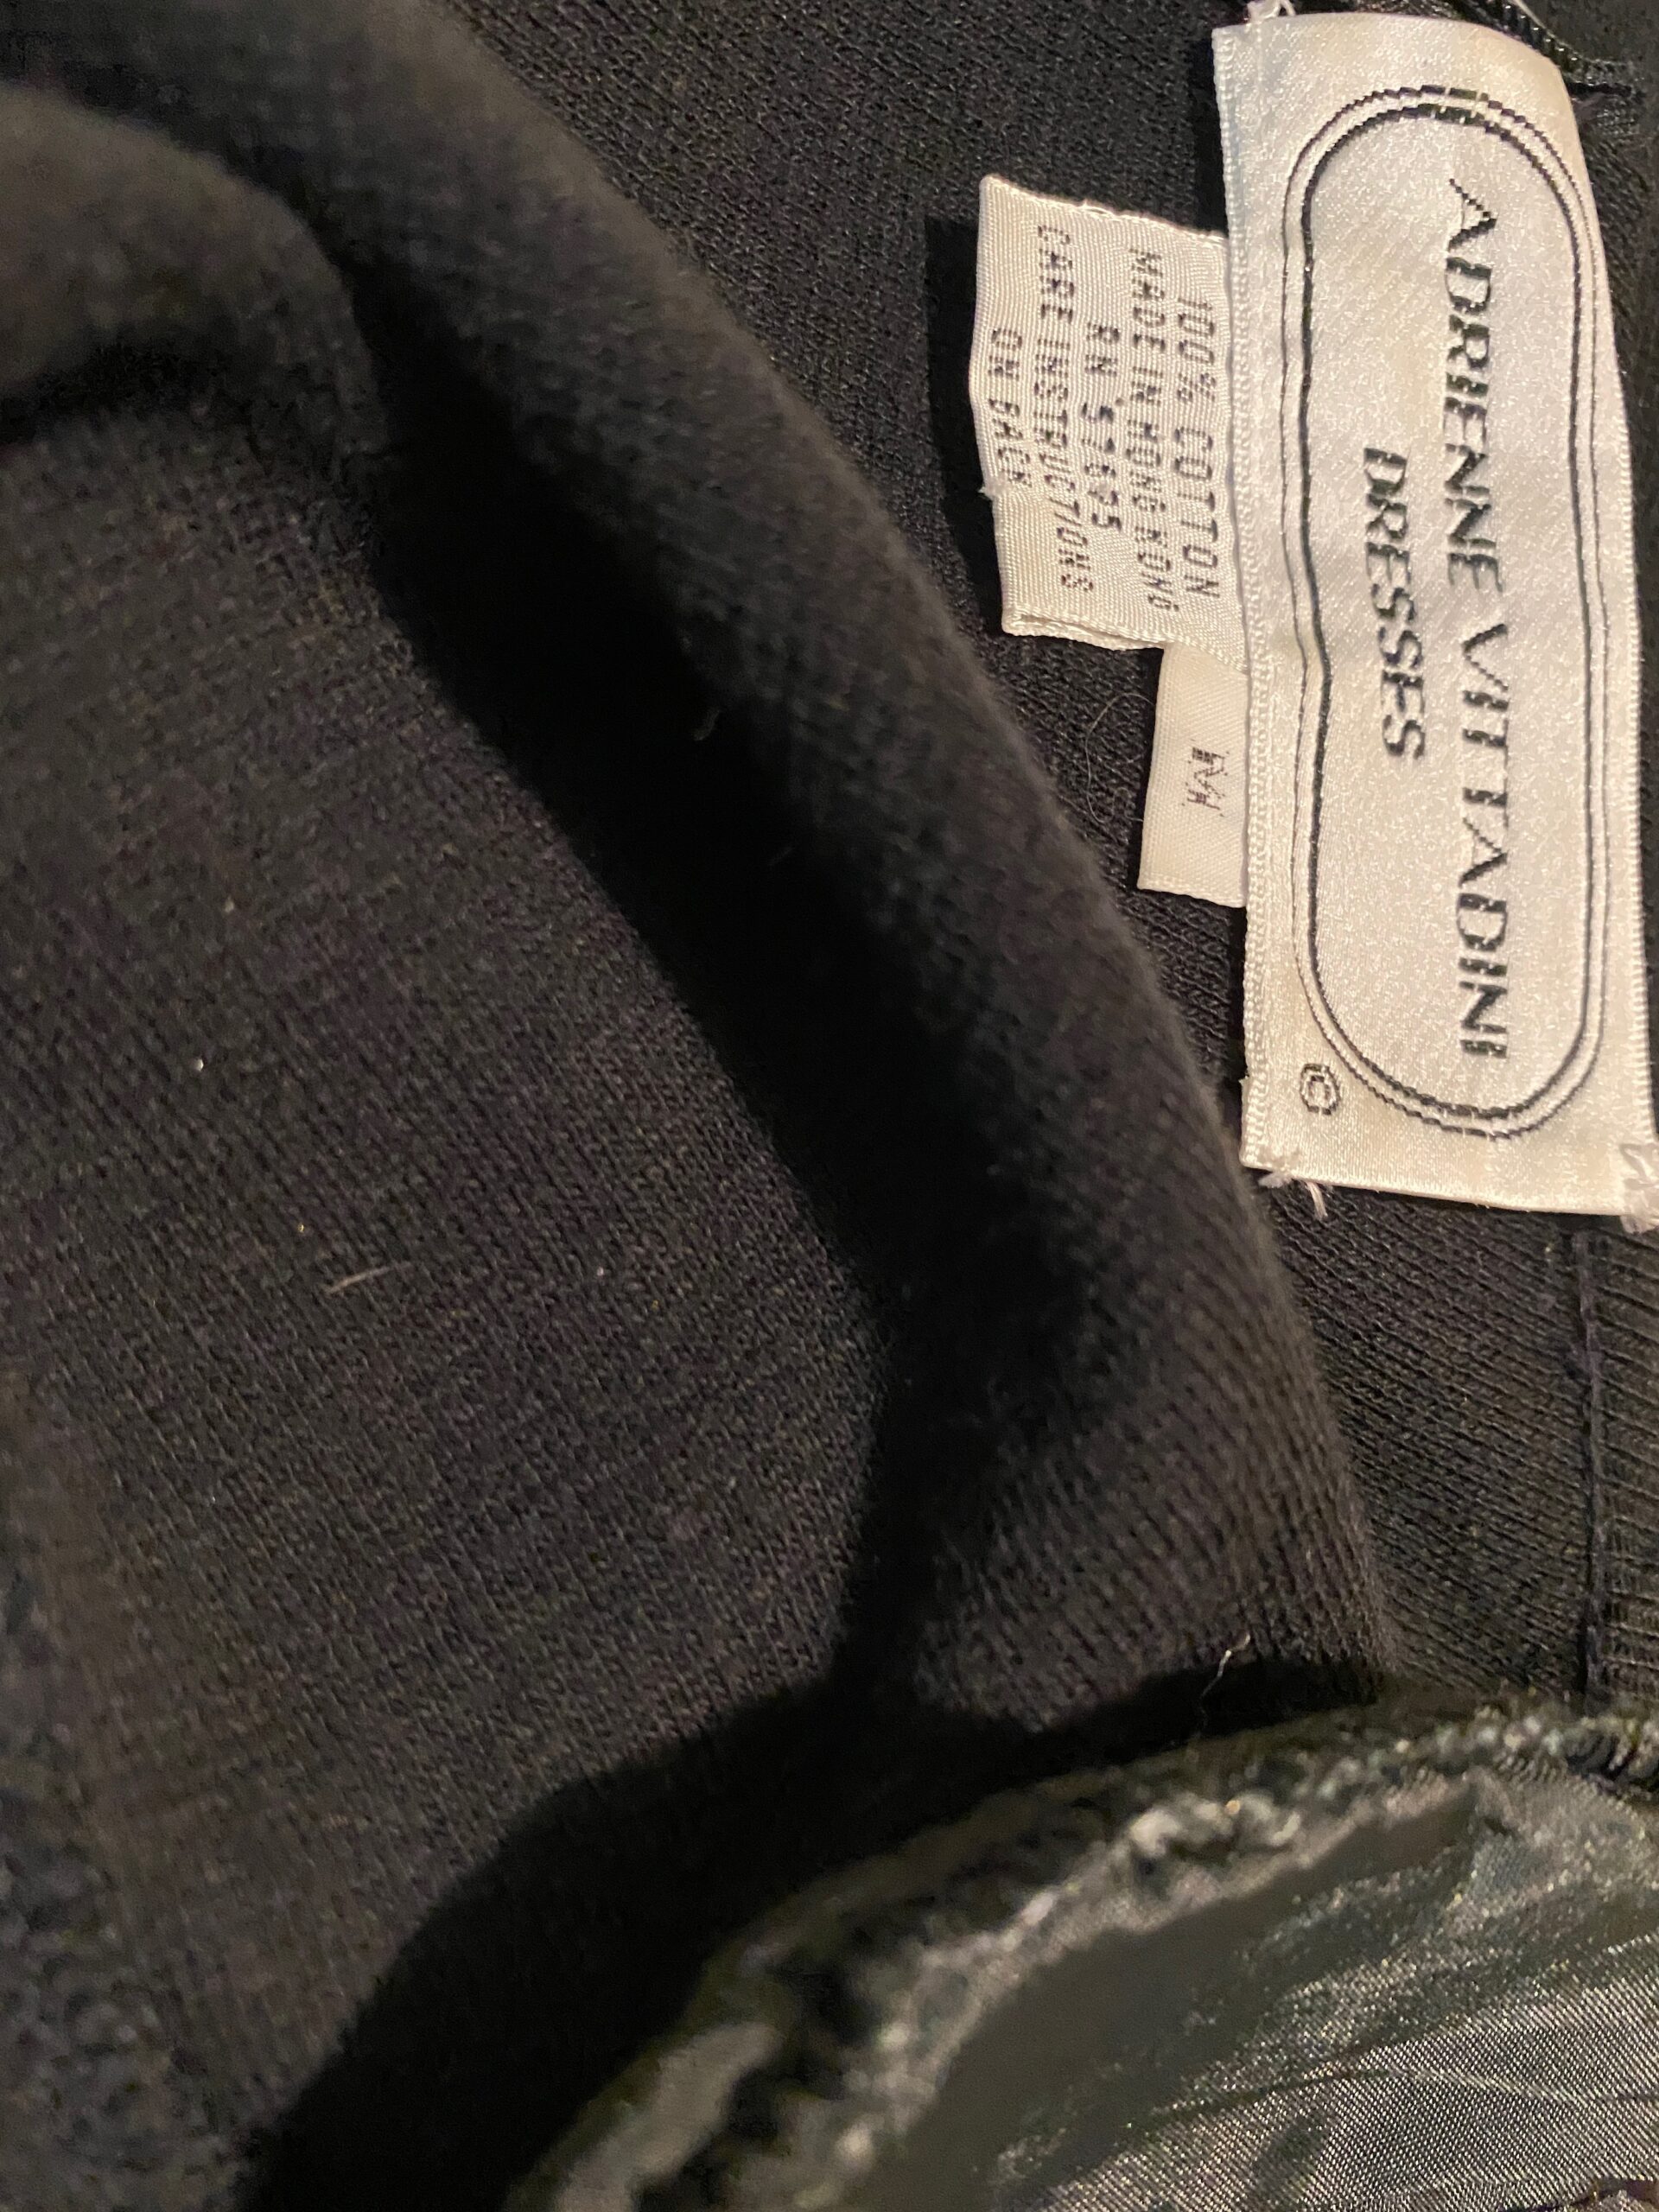 ADRIENNE VITTADINI
DRESSES
©
100% COTTON
MADE IN HONG KONG
RN 57695
CARE INSTRUCTIONS
ON BACK
M